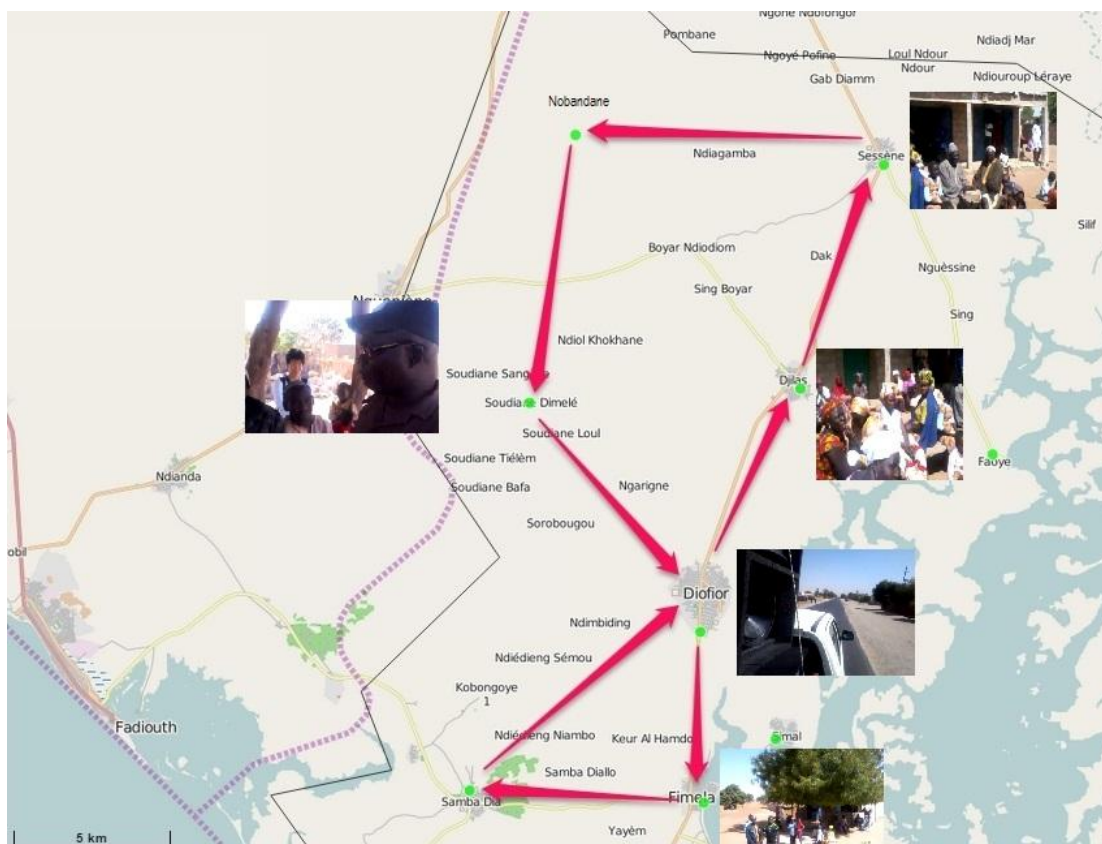 Ngohé Ndofongor
Pombane
Ndiadj Mar
Ngoyé Pofine
Loul Ndour
Ndour
Ndiouroup Léraye
Gab Diamm
Nobandane
Ndiagamba
Sessène
Silif
Boyar Ndiodiom
Dak
Nguèssine
Sing Boyar
Sing
Ndiol Khokhane
Djilas
Soudiane Dimelé
Soudiane Loul
Faoye
Soudiane Tiélèm
Ndianda
Soudiane Bafa
Ngarigne
Sorobougou
Diofior
Ndimbiding
Ndiédieng Sémou
Kobongoye
1
Fadiouth
Ndiédieng Niambo
Keur Al Hamdo
Simal
Samba Diallo
Samba Dia
Fimela
Yayèm
5 km